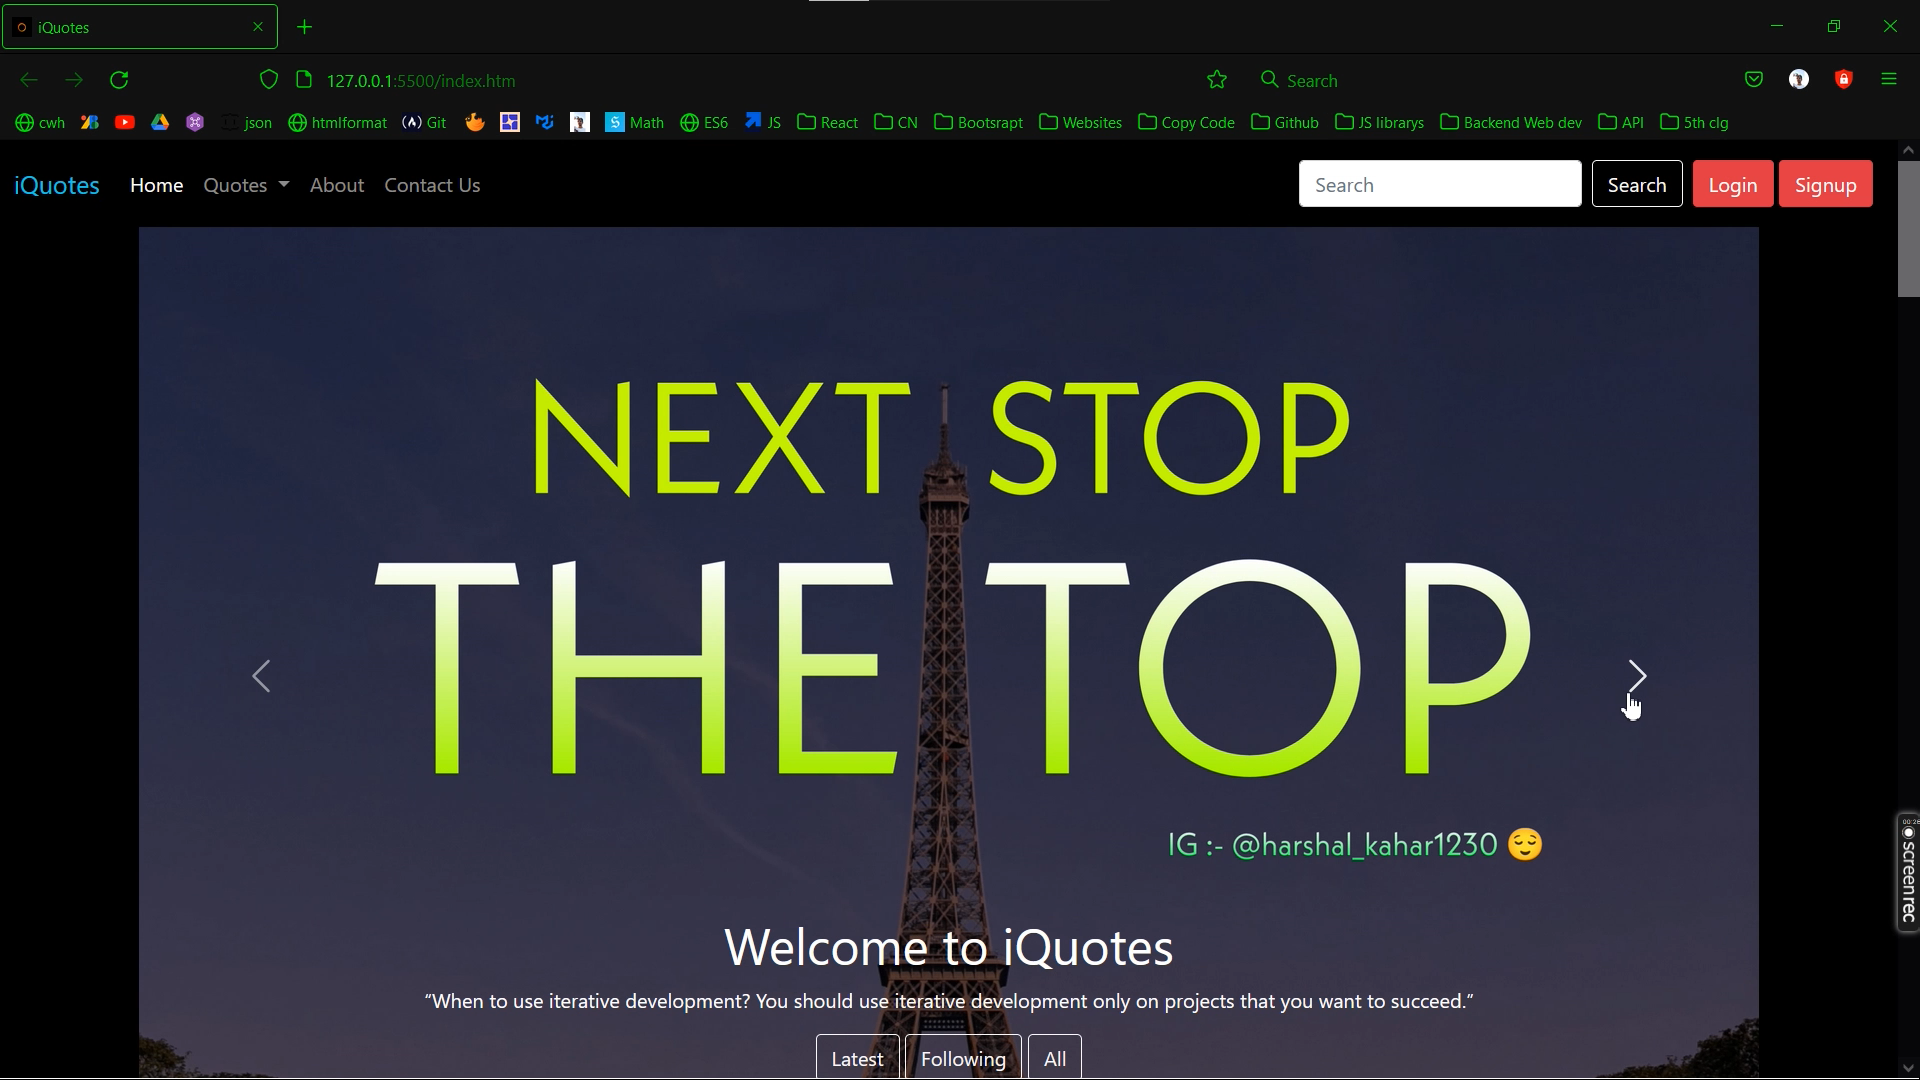 iQuotes
127.0.0.1:5500/index.htm
Search
cwh
json
htmlformat
Git
Math
ES6
JS
React
CN
Bootsrapt
Websites
Copy Code
Github
JS librarys
Backend Web dev
API
5th clg
iQuotes
Home
Quotes
About
Contact Us
Search
Search
Login
Signup
NEXT STOP
THE TOP
IG :- @harshal_kahar1230 😌
Welcome to iQuotes
“When to use iterative development? You should use iterative development only on projects that you want to succeed.”
Latest
Following
All
screenrec